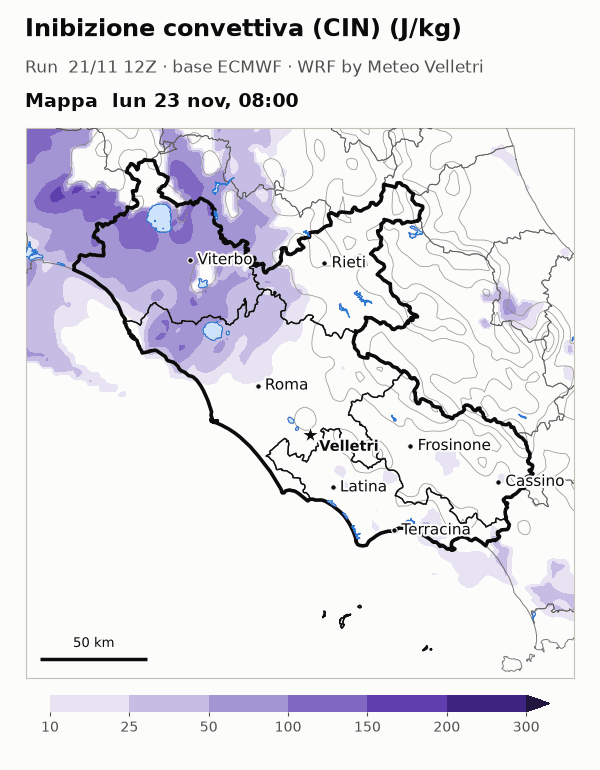 Inibizione convettiva (CIN) (J/kg)
Run  21/11 12Z · base ECMWF · WRF by Meteo Velletri
Mappa  lun 23 nov, 08:00
Viterbo
Rieti
Roma
Velletri
Frosinone
Latina
Cassino
Terracina
50 km
10 25 50 100 150 200 300